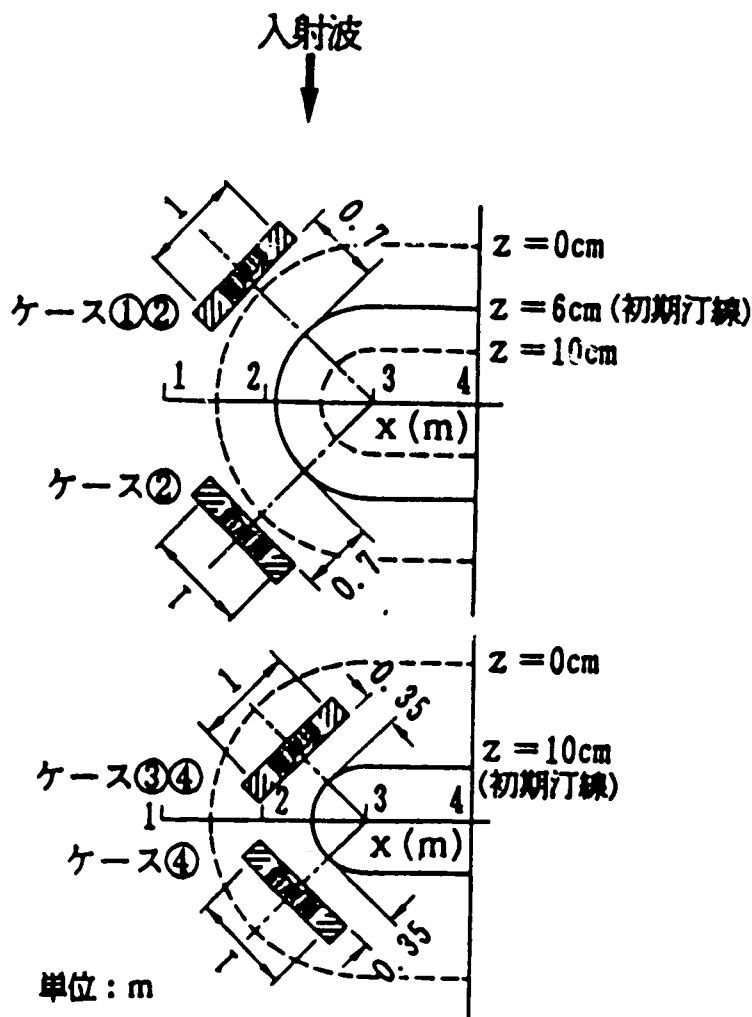 入射波
1
0.7
z=0cm
ケース①②
z=6cm(初期汀線)
z=10cm
1 2 3 4
x(m)
ケース②
1
0.7
z=0cm
1
0.35
ケース③④
z=10cm
(初期汀線)
1 2 3 4
x(m)
ケース④
1
0.35
0.35
単位:m